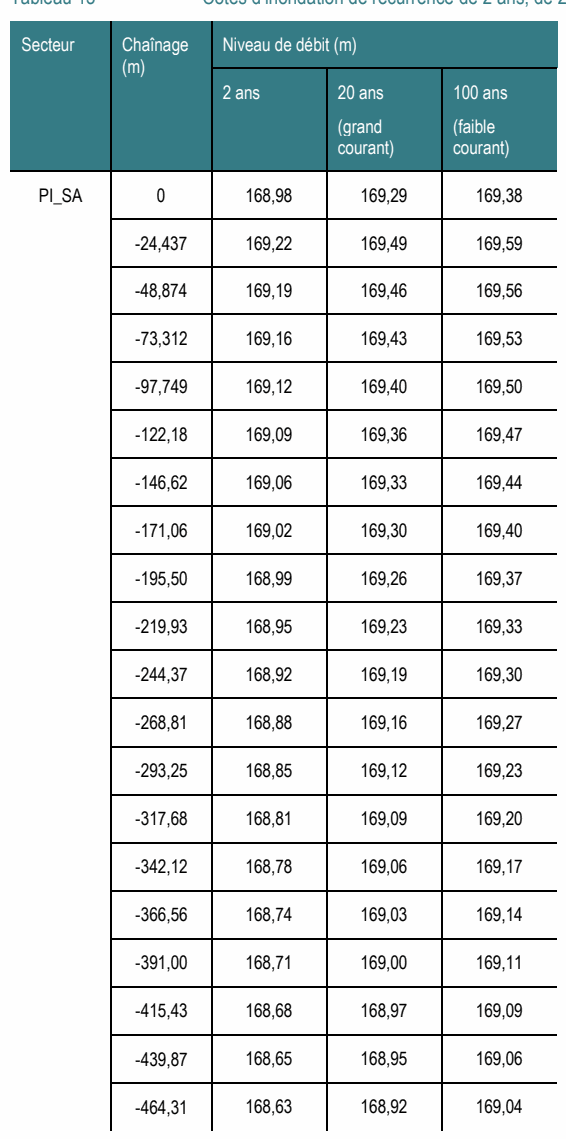 Tableau 10 Cotes d'inondation de récurrence de 2 ans, de 2
Secteur Chaînage (m) Niveau de débit (m)
2 ans 20 ans (grand courant) 100 ans (faible courant)
PI_SA 0 168,98 169,29 169,38
-24,437 169,22 169,49 169,59
-48,874 169,19 169,46 169,56
-73,312 169,16 169,43 169,53
-97,749 169,12 169,40 169,50
-122,18 169,09 169,36 169,47
-146,62 169,06 169,33 169,44
-171,06 169,02 169,30 169,40
-195,50 168,99 169,26 169,37
-219,93 168,95 169,23 169,33
-244,37 168,92 169,19 169,30
-268,81 168,88 169,16 169,27
-293,25 168,85 169,12 169,23
-317,68 168,81 169,09 169,20
-342,12 168,78 169,06 169,17
-366,56 168,74 169,03 169,14
-391,00 168,71 169,00 169,11
-415,43 168,68 168,97 169,09
-439,87 168,65 168,95 169,06
-464,31 168,63 168,92 169,04